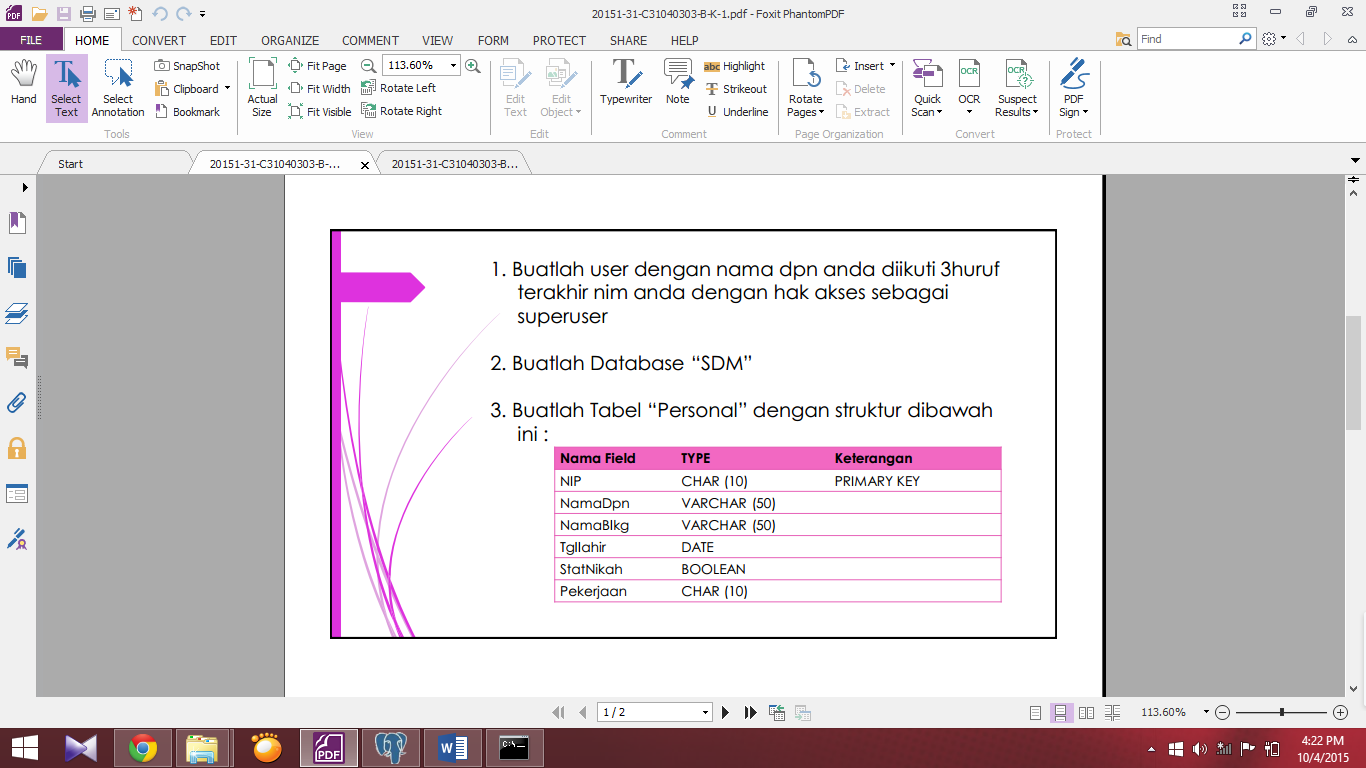 20151-31-C31040303-B-K-1.pdf - Foxit PhantomPDF
FILE HOME CONVERT EDIT ORGANIZE COMMENT VIEW FORM PROTECT SHARE HELP Find
Hand Select Text Select Annotation SnapShot Clipboard Bookmark Actual Size Fit Page Fit Width Fit Visible 113.60% Rotate Left Rotate Right Edit Text Edit Object Typewriter Note Highlight Strikeout Underline Rotate Pages Insert Delete Extract Quick Scan OCR Suspect Results PDF Sign
Tools View Edit Comment Page Organization Convert Protect
Start 20151-31-C31040303-B-... 20151-31-C31040303-B...
1. Buatlah user dengan nama dpn anda diikuti 3huruf
terakhir nim anda dengan hak akses sebagai
superuser
2. Buatlah Database “SDM”
3. Buatlah Tabel “Personal” dengan struktur dibawah
ini :
Nama Field TYPE Keterangan
NIP CHAR (10) PRIMARY KEY
NamaDpn VARCHAR (50)
NamaBlkg VARCHAR (50)
Tgllahir DATE
StatNikah BOOLEAN
Pekerjaan CHAR (10)
1 / 2 113.60%
4:22 PM
10/4/2015